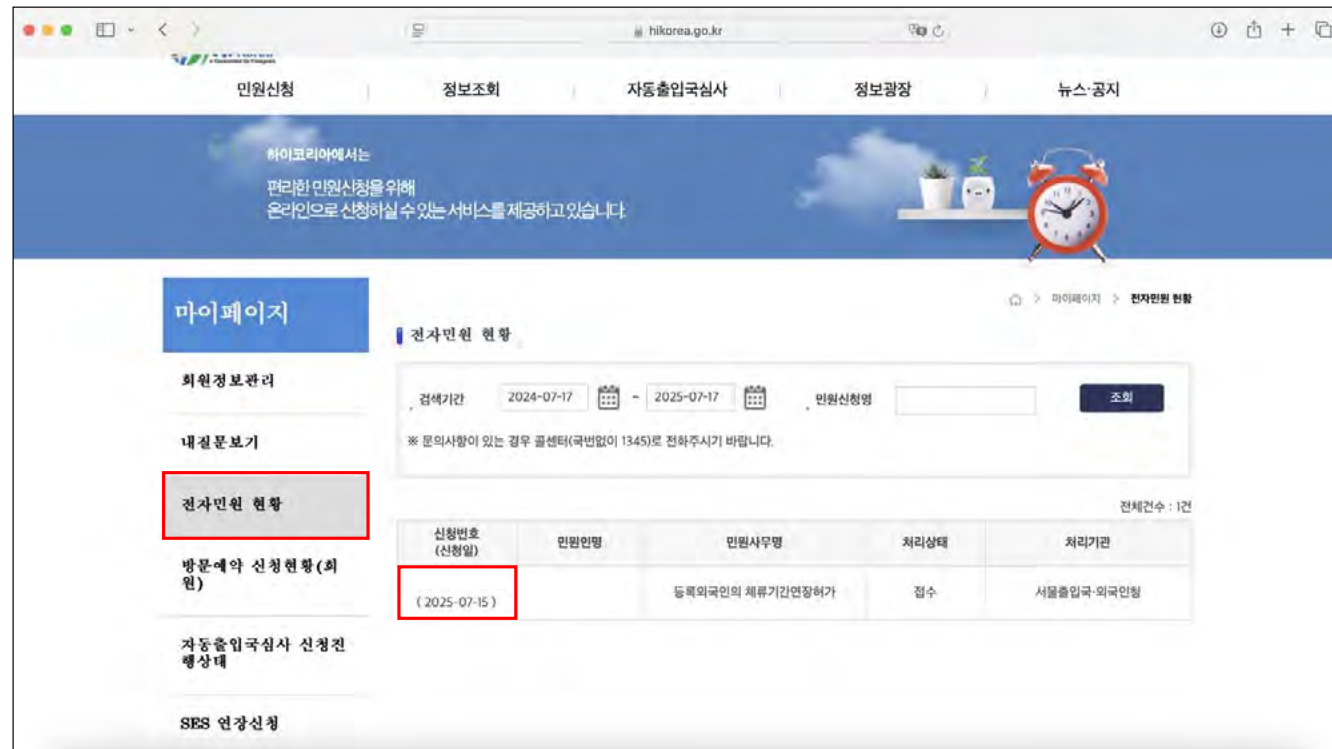 hikorea.go.kr
민원신청 정보조회 자동출입국심사 정보광장 뉴스·공지
하이코리아에서는
편리한 민원신청을 위해
온라인으로 신청하실 수 있는 서비스를 제공하고 있습니다.
마이페이지
회원정보관리
내질문보기
전자민원 현황
방문예약 신청현황(회
원)
자동출입국심사 신청진
행상태
SES 연장신청
> 마이페이지 > 전자민원 현황
전자민원 현황
검색기간 2024-07-17 ~ 2025-07-17 민원신청명 조회
※ 문의사항이 있는 경우 콜센터(국번없이 1345)로 전화주시기 바랍니다.
전체건수 : 1건
신청번호
(신청일) 민원인명 민원사무명 처리상태 처리기관
( 2025-07-15 ) 등록외국인의 체류기간연장허가 접수 서울출입국·외국인청